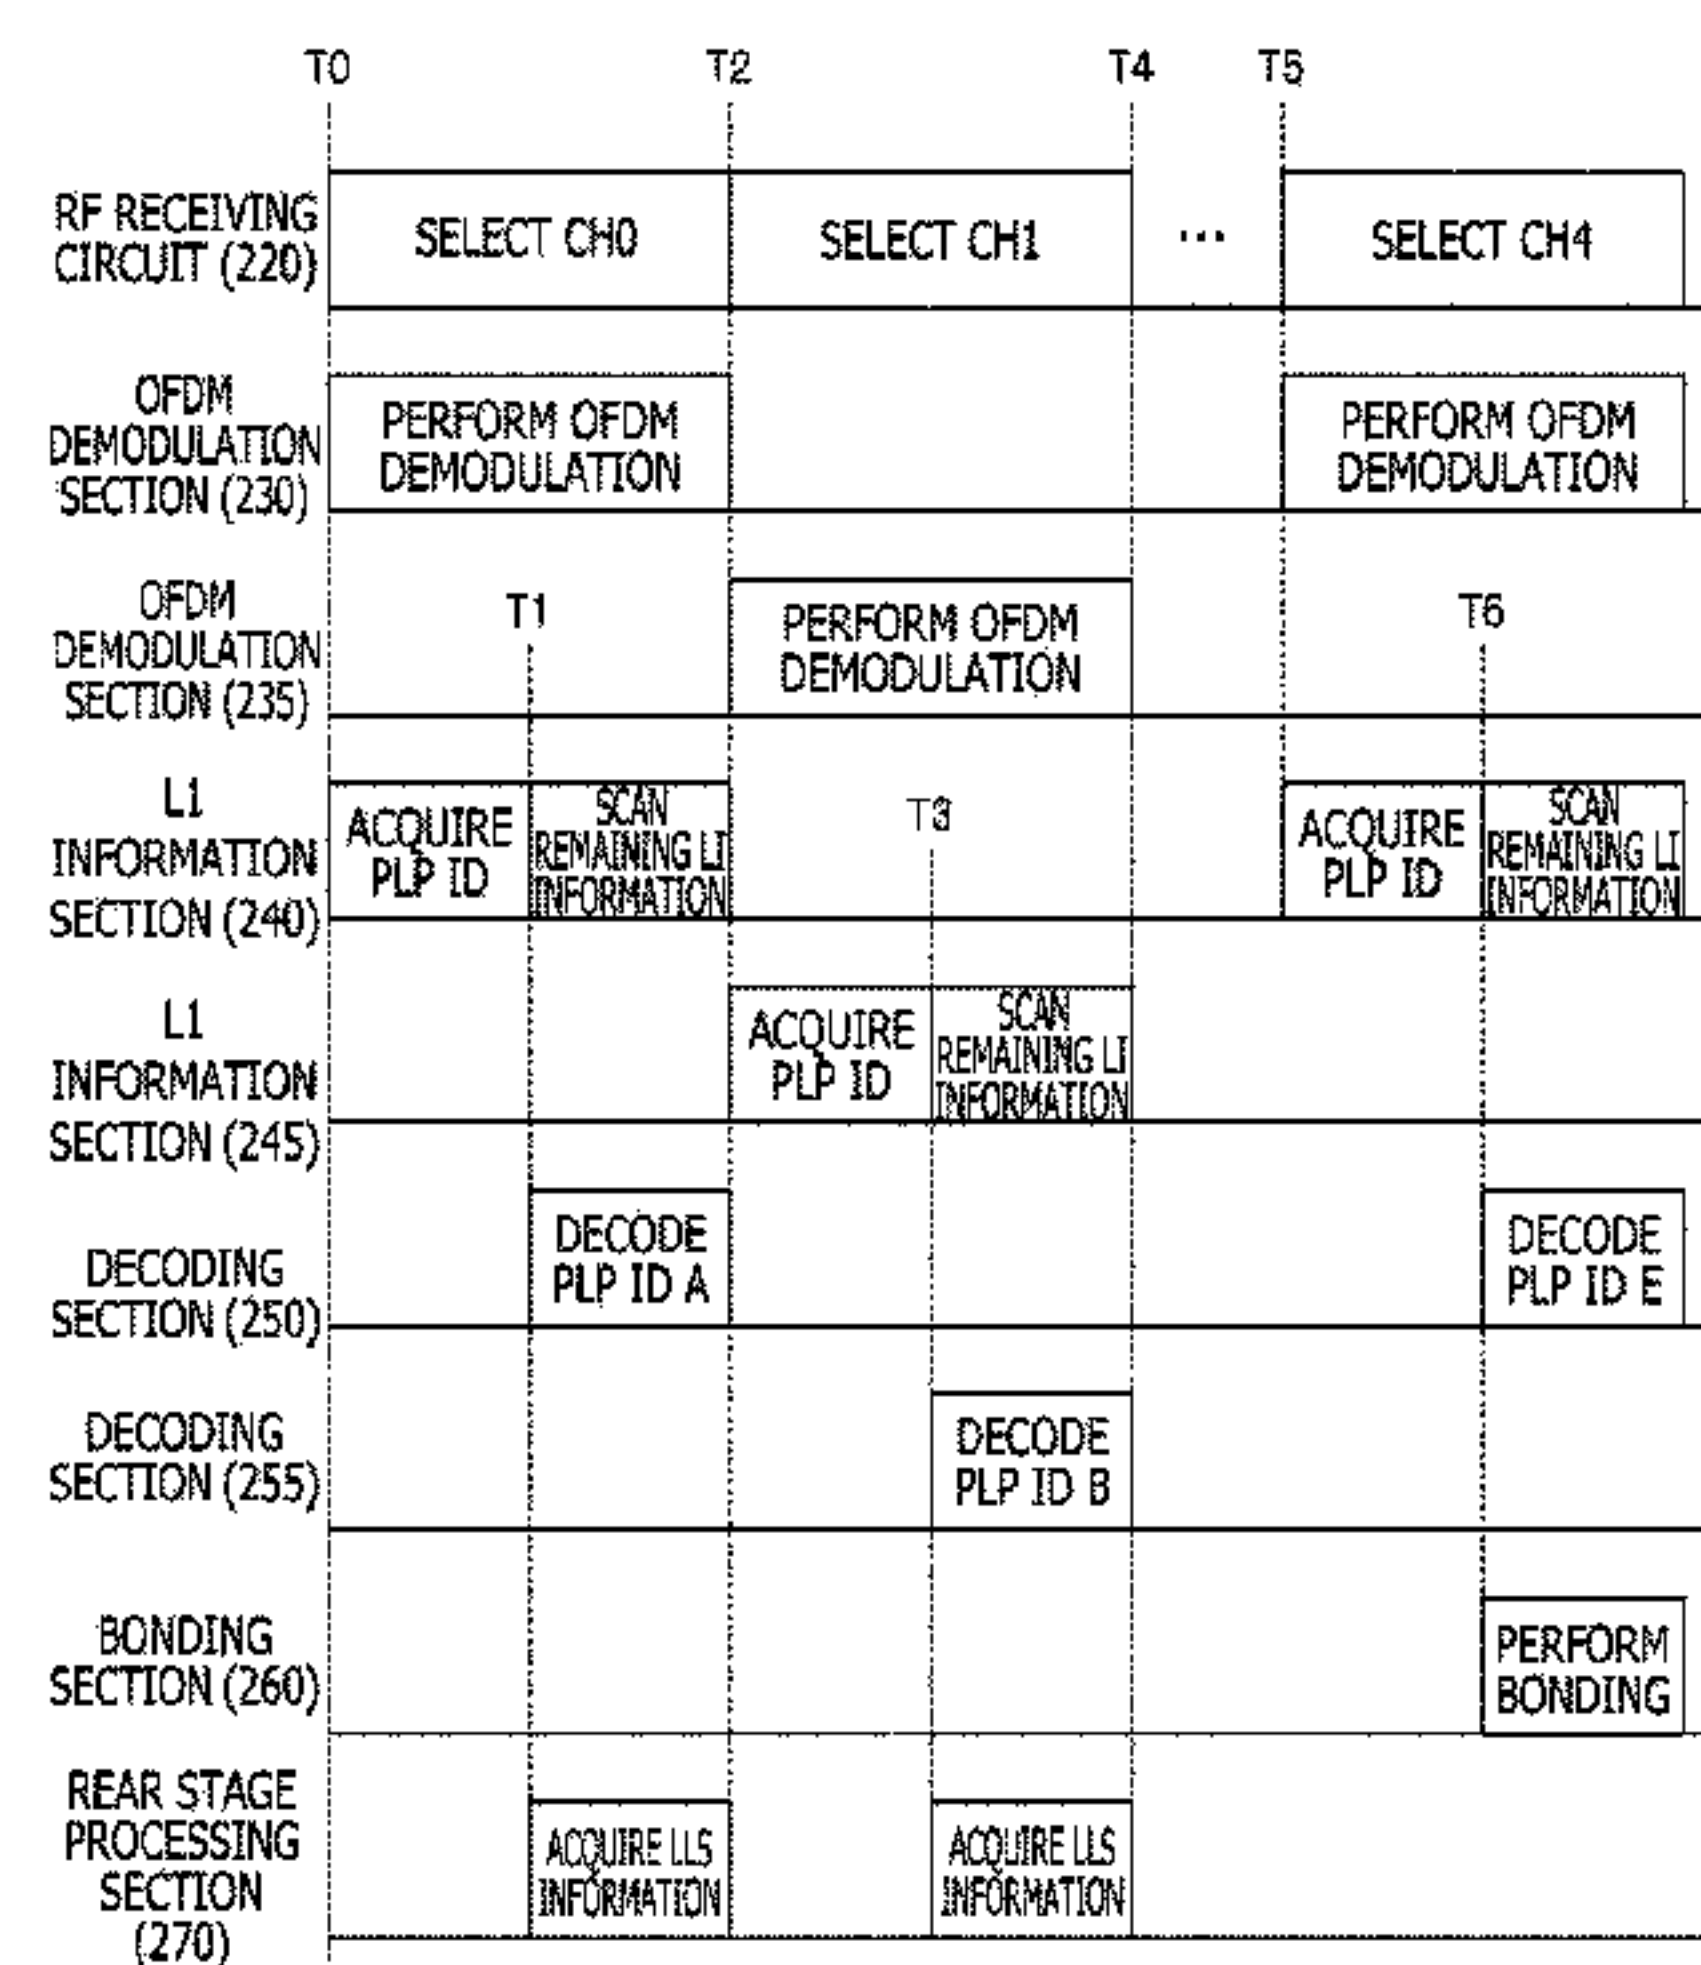 T0 T2 T4 T5
RF RECEIVING
CIRCUIT (220)
SELECT CH0
SELECT CH1
...
SELECT CH4
OFDM
DEMODULATION
SECTION (230)
PERFORM OFDM
DEMODULATION
PERFORM OFDM
DEMODULATION
OFDM
DEMODULATION
SECTION (235)
T1
PERFORM OFDM
DEMODULATION
T6
L1
INFORMATION
SECTION (240)
ACQUIRE
PLP ID
SCAN
REMAINING LI
INFORMATION
T3
ACQUIRE
PLP ID
SCAN
REMAINING LI
INFORMATION
L1
INFORMATION
SECTION (245)
ACQUIRE
PLP ID
SCAN
REMAINING LI
INFORMATION
DECODING
SECTION (250)
DECODE
PLP ID A
DECODE
PLP ID E
DECODING
SECTION (255)
DECODE
PLP ID B
BONDING
SECTION (260)
PERFORM
BONDING
REAR STAGE
PROCESSING
SECTION
(270)
ACQUIRE LLS
INFORMATION
ACQUIRE LLS
INFORMATION